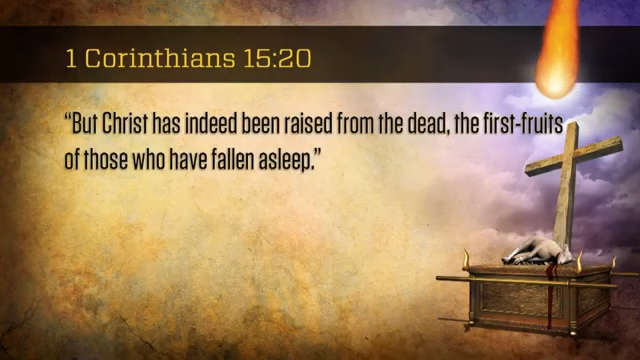 1 Corinthians 15:20
“But Christ has indeed been raised from the dead, the first-fruits
of those who have fallen asleep.”